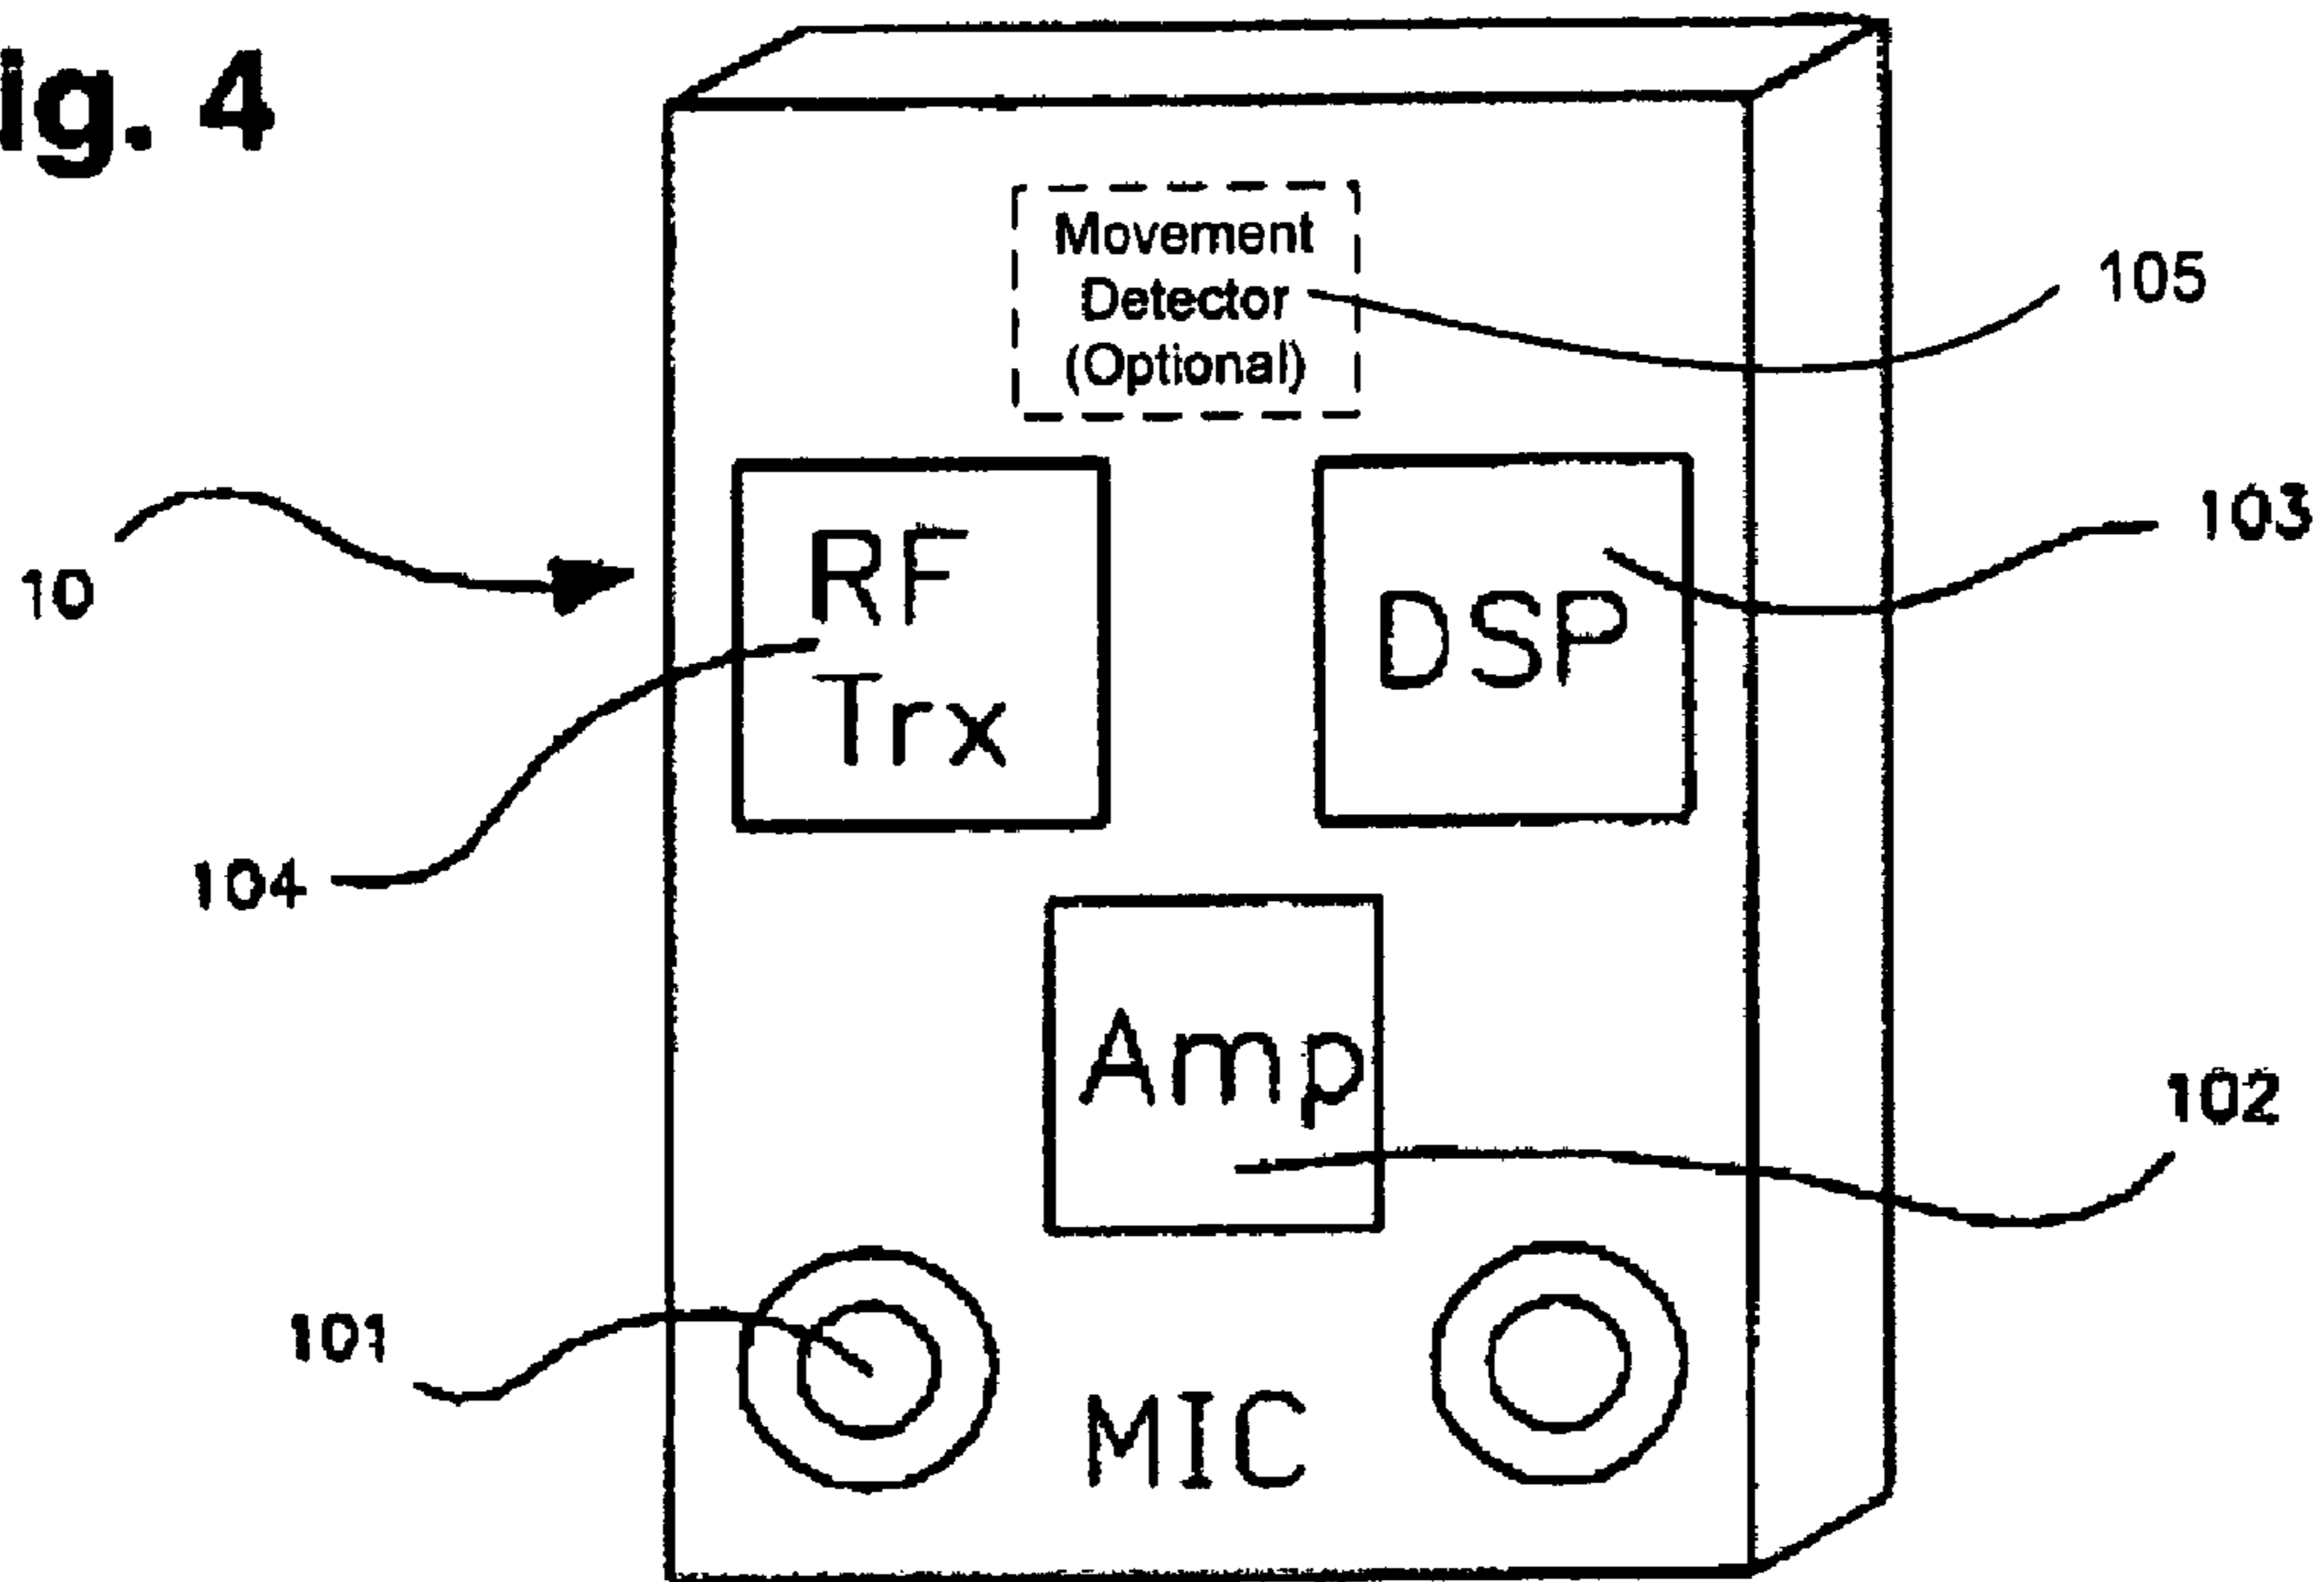 ig. 4
Movement
Detector
(Optional)
105
103
10
RF
Trx
DSP
104
Amp
102
101
MIC